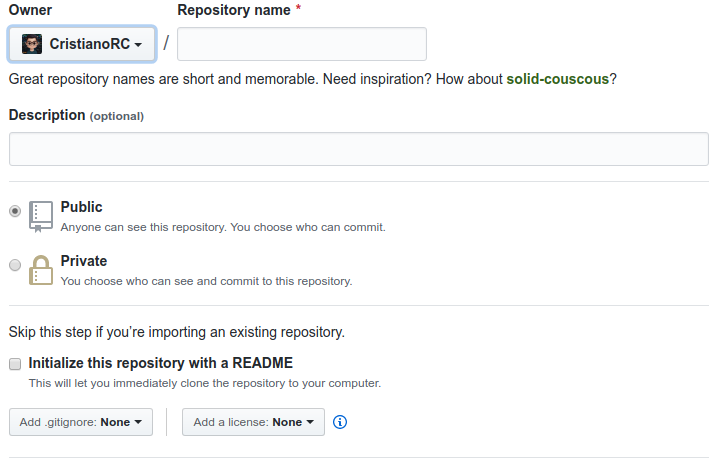 Owner Repository name *
CristianoRC /
Great repository names are short and memorable. Need inspiration? How about solid-couscous?
Description (optional)
Public
Anyone can see this repository. You choose who can commit.
Private
You choose who can see and commit to this repository.
Skip this step if you’re importing an existing repository.
Initialize this repository with a README
This will let you immediately clone the repository to your computer.
Add .gitignore: None Add a license: None